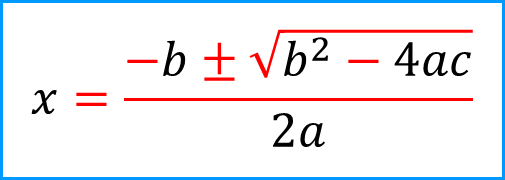 x = −b ± √b² − 4ac / 2a